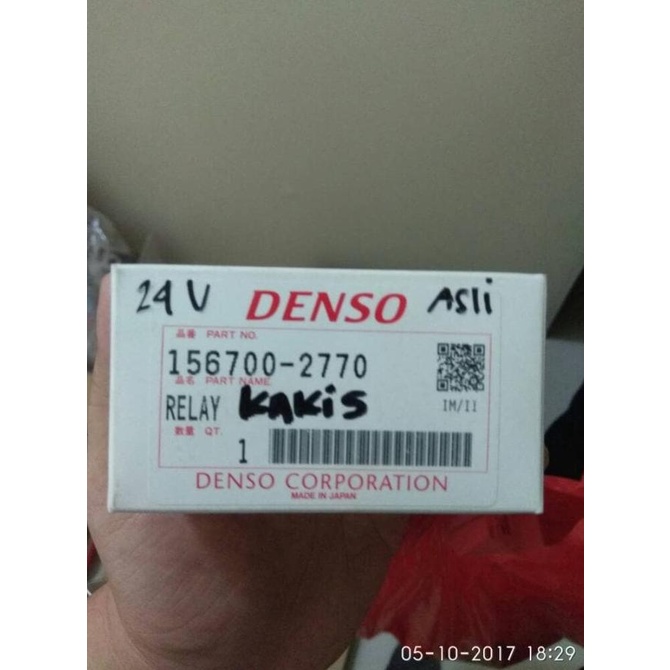 24 V DENSO ASli
品番 PART NO.
156700-2770
品名 PART NAME
RELAY KAKiS
IM/II
数量 QT.
1
DENSO CORPORATION
MADE IN JAPAN
05-10-2017 18:29